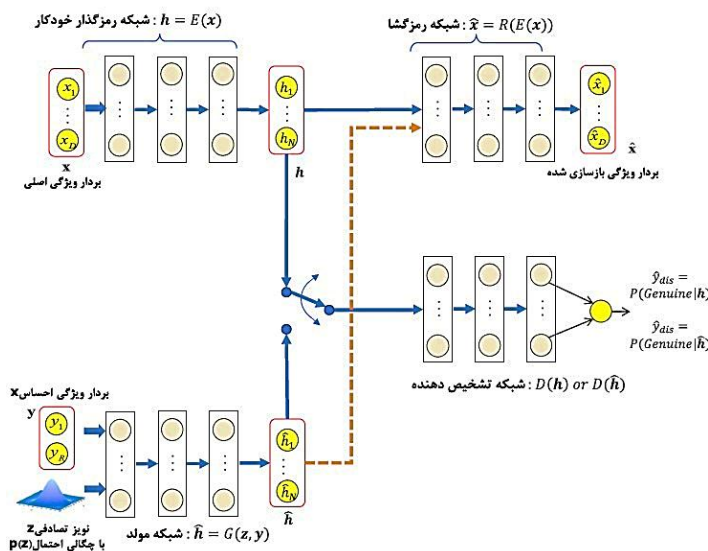 شبکه رمزگذار خودکار : h = E(x)
شبکه رمزگشا : x̂ = R(E(x))
x₁
⋮
x_D
x
بردار ویژگی اصلی
h₁
⋮
h_N
h
x̂₁
⋮
x̂_D
x̂
بردار ویژگی بازسازی شده
ŷ_dis =
P(Genuine|h)
ŷ_dis =
P(Genuine|ĥ)
شبکه تشخیص دهنده : D(h) or D(ĥ)
بردار ویژگی احساس x
y
y₁
y_R
نویز تصادفی z
با چگالی احتمال p(z)
شبکه مولد : ĥ = G(z, y)
ĥ₁
⋮
ĥ_N
ĥ